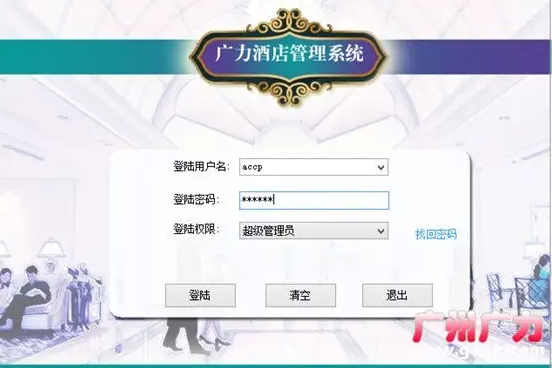 广力酒店管理系统
登陆用户名: accp
登陆密码: ******
登陆权限: 超级管理员
找回密码
登陆 清空 退出
广州广力